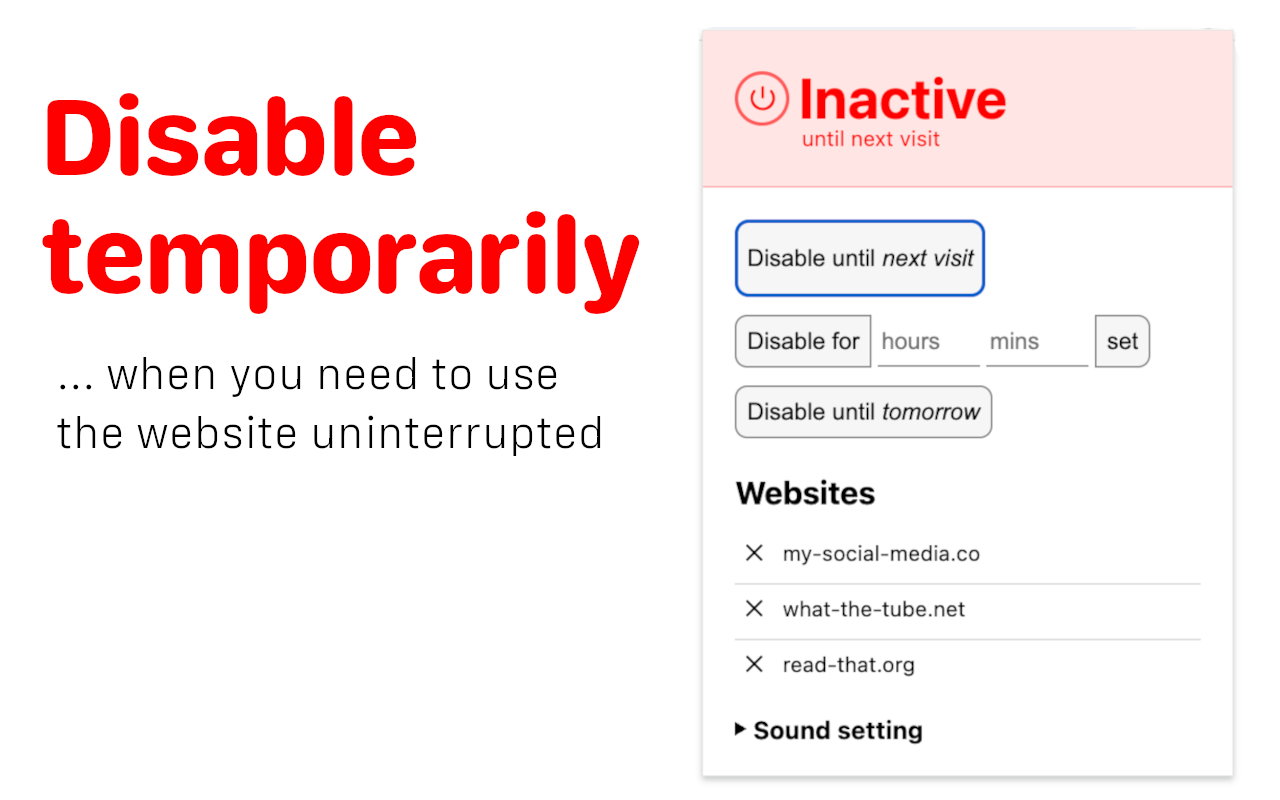 Disable
temporarily
... when you need to use
the website uninterrupted
Inactive
until next visit
Disable until next visit
Disable for hours mins set
Disable until tomorrow
Websites
my-social-media.co
what-the-tube.net
read-that.org
Sound setting